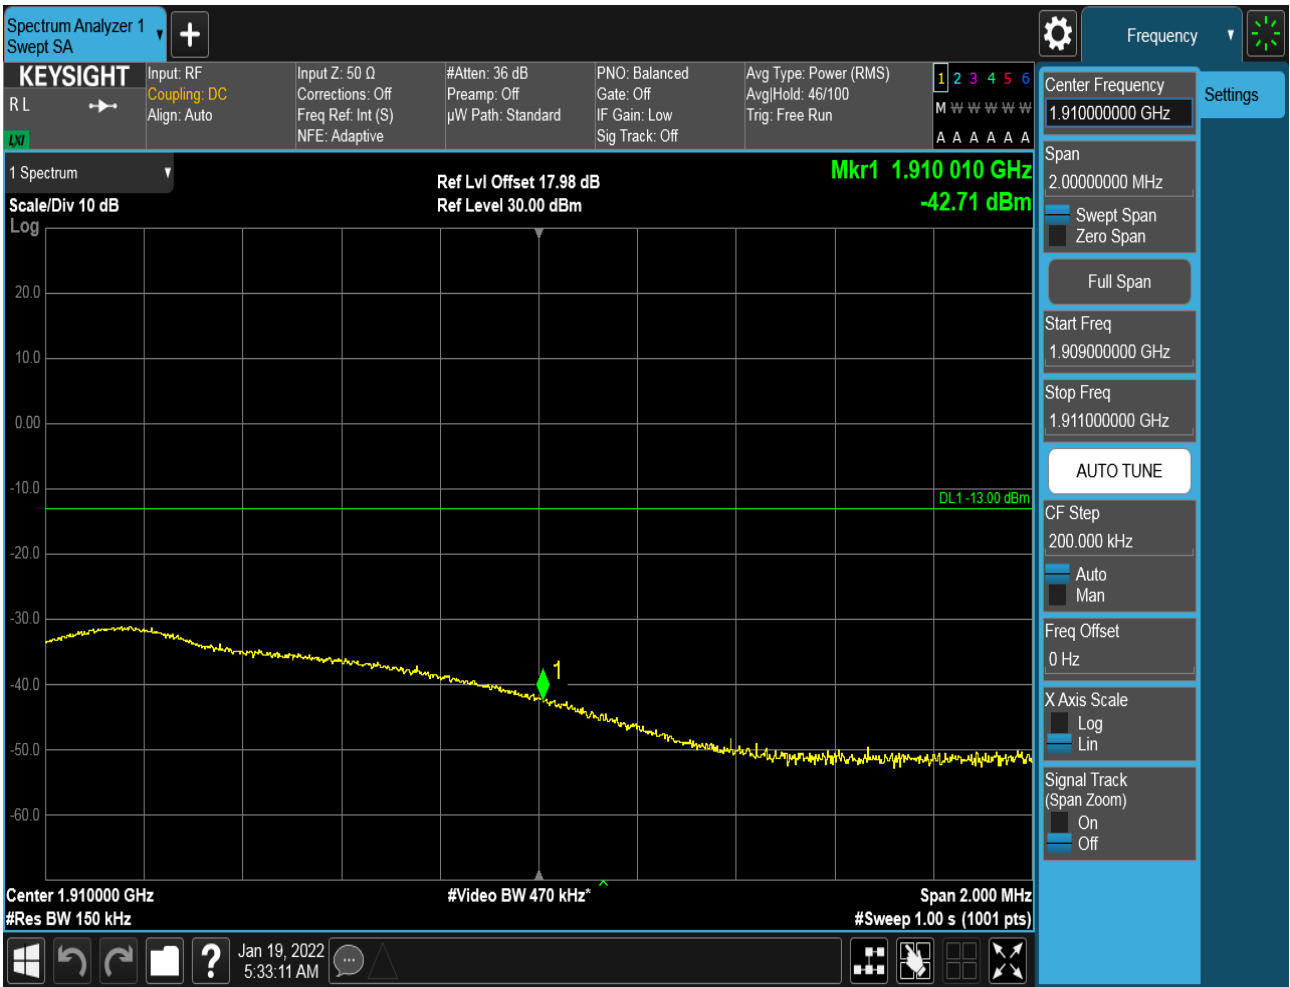 Spectrum Analyzer 1
Swept SA
+
Frequency
KEYSIGHT
R L
LXI
Input: RF
Coupling: DC
Align: Auto
Input Z: 50 Ω
Corrections: Off
Freq Ref: Int (S)
NFE: Adaptive
#Atten: 36 dB
Preamp: Off
µW Path: Standard
PNO: Balanced
Gate: Off
IF Gain: Low
Sig Track: Off
Avg Type: Power (RMS)
Avg|Hold: 46/100
Trig: Free Run
1 2 3 4 5 6
M W W W W W
A A A A A A
1 Spectrum
Scale/Div 10 dB
Log
Ref Lvl Offset 17.98 dB
Ref Level 30.00 dBm
Mkr1 1.910 010 GHz
-42.71 dBm
20.0
10.0
0.00
-10.0
DL1 -13.00 dBm
-20.0
-30.0
1
-40.0
-50.0
-60.0
Center 1.910000 GHz
#Res BW 150 kHz
#Video BW 470 kHz*
Span 2.000 MHz
#Sweep 1.00 s (1001 pts)
Center Frequency
1.910000000 GHz
Settings
Span
2.00000000 MHz
Swept Span
Zero Span
Full Span
Start Freq
1.909000000 GHz
Stop Freq
1.911000000 GHz
AUTO TUNE
CF Step
200.000 kHz
Auto
Man
Freq Offset
0 Hz
X Axis Scale
Log
Lin
Signal Track
(Span Zoom)
On
Off
?
Jan 19, 2022
5:33:11 AM